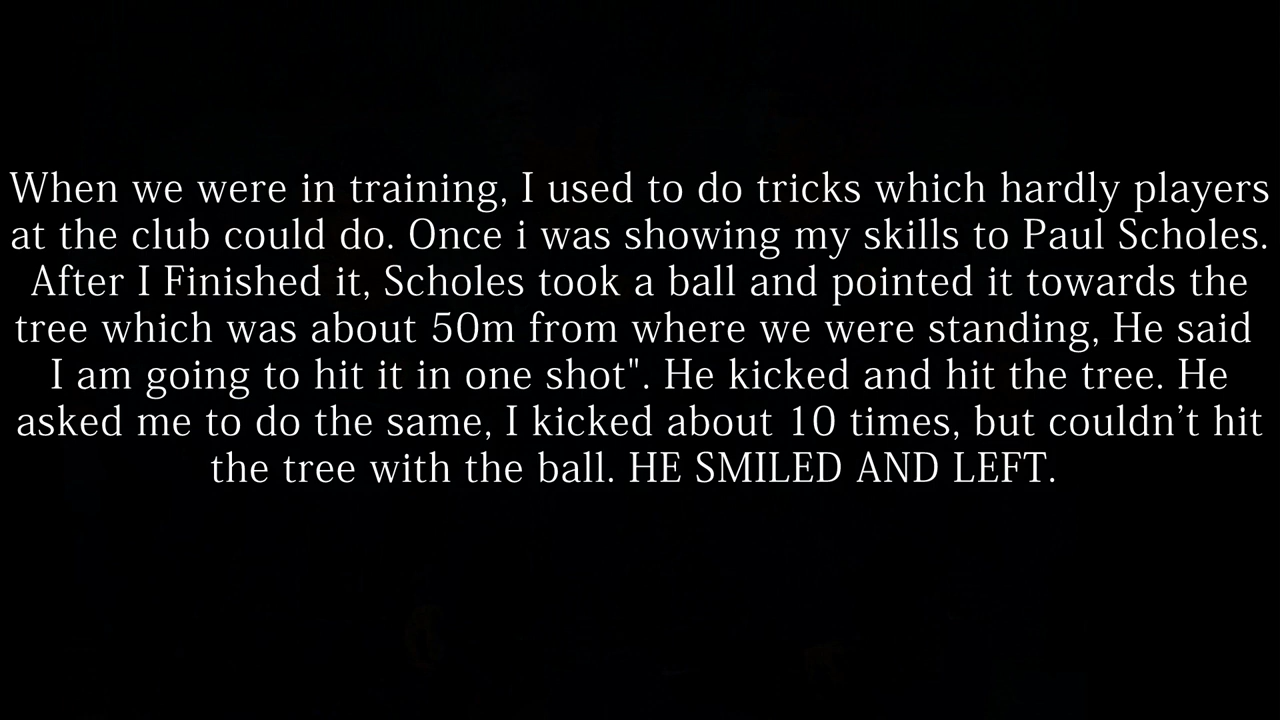 When we were in training, I used to do tricks which hardly players
at the club could do. Once i was showing my skills to Paul Scholes.
After I Finished it, Scholes took a ball and pointed it towards the
tree which was about 50m from where we were standing, He said
I am going to hit it in one shot". He kicked and hit the tree. He
asked me to do the same, I kicked about 10 times, but couldn’t hit
the tree with the ball. HE SMILED AND LEFT.